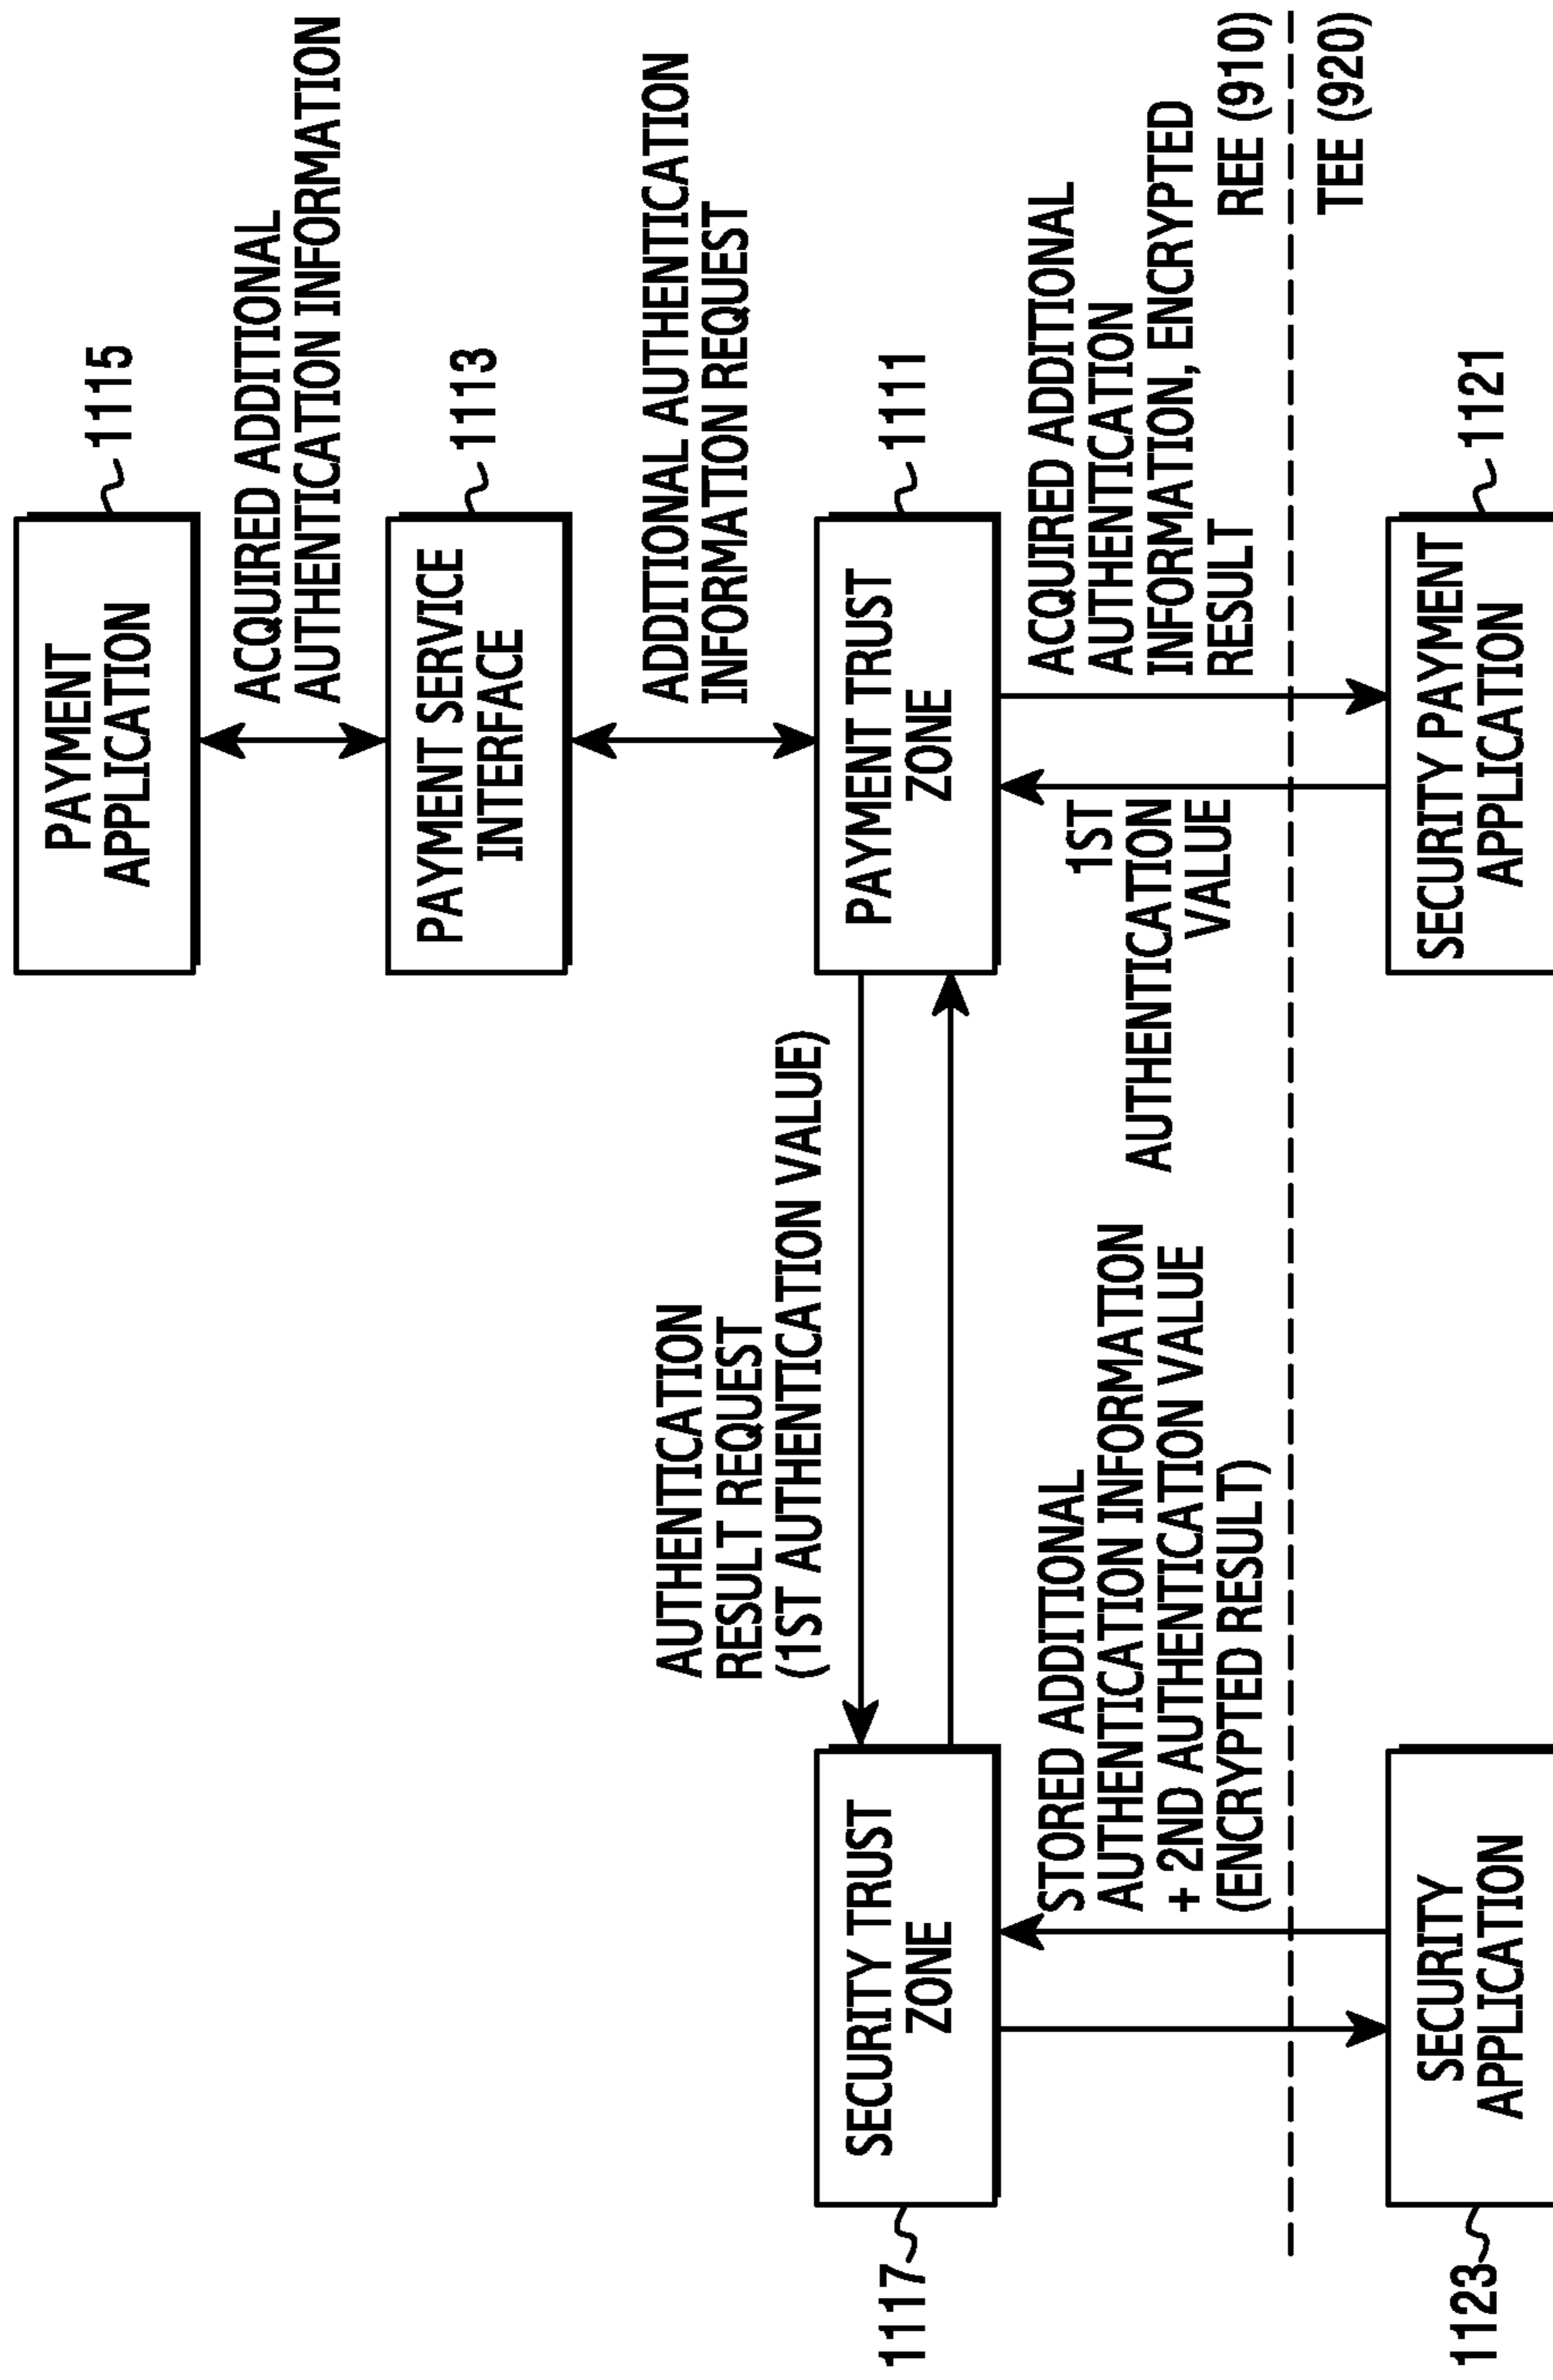 PAYMENT
APPLICATION
1115
ACQUIRED ADDITIONAL
AUTHENTICATION INFORMATION
PAYMENT SERVICE
INTERFACE
1113
ADDITIONAL AUTHENTICATION
INFORMATION REQUEST
AUTHENTICATION
RESULT REQUEST
(1ST AUTHENTICATION VALUE)
1117
SECURITY TRUST
ZONE
PAYMENT TRUST
ZONE
1111
STORED ADDITIONAL
AUTHENTICATION INFORMATION
+ 2ND AUTHENTICATION VALUE
(ENCRYPTED RESULT)
1ST
AUTHENTICATION
VALUE
ACQUIRED ADDITIONAL
AUTHENTICATION
INFORMATION, ENCRYPTED
RESULT
REE (910)
TEE (920)
1123
SECURITY
APPLICATION
SECURITY PAYMENT
APPLICATION
1121